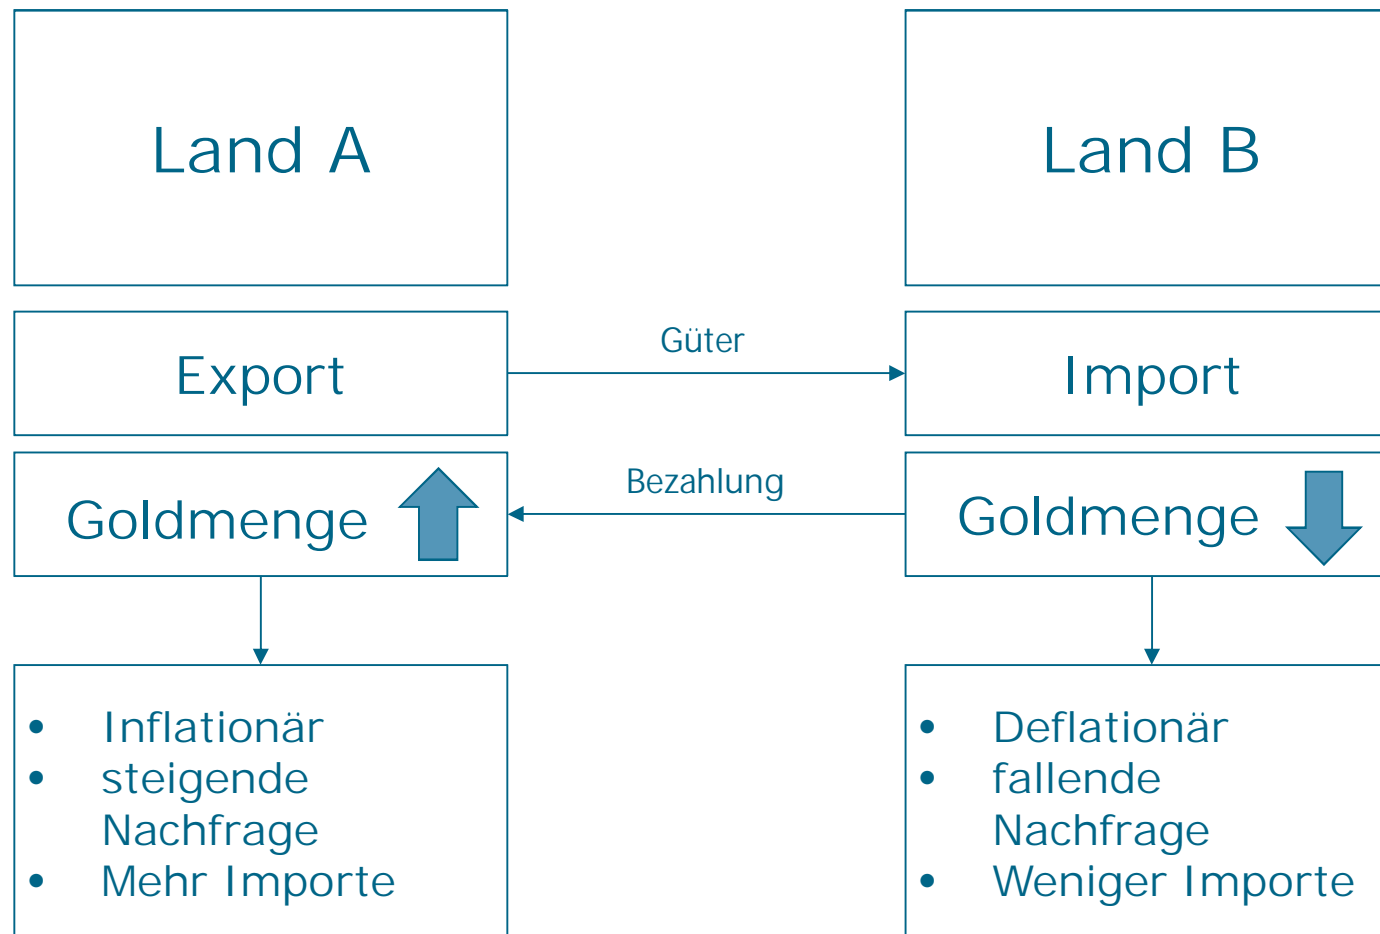 Land A
Land B
Export
Güter
Import
Goldmenge
Bezahlung
Goldmenge
• Inflationär
• steigende
Nachfrage
• Mehr Importe
• Deflationär
• fallende
Nachfrage
• Weniger Importe